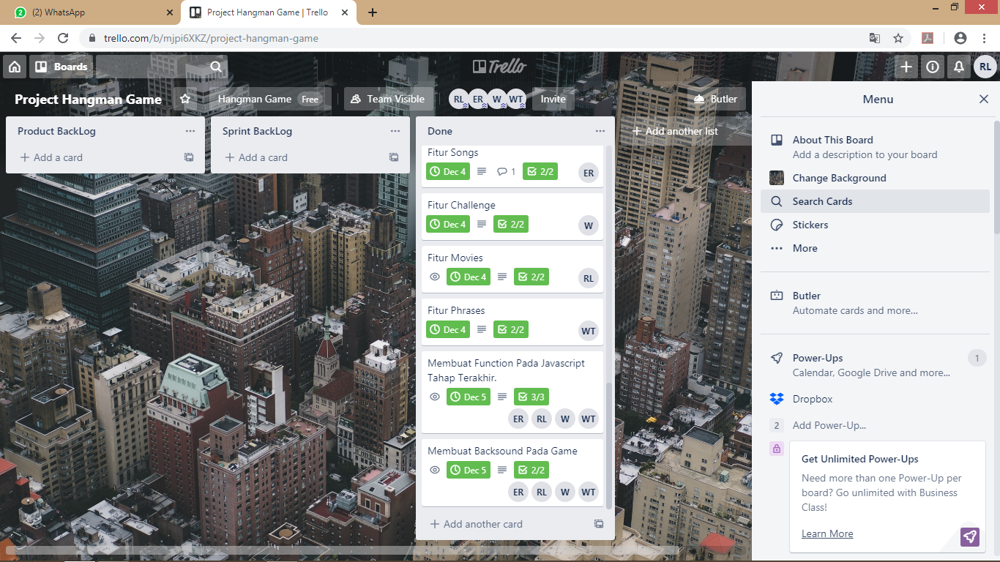 2
(2) WhatsApp
Project Hangman Game | Trello
trello.com/b/mjpi6XKZ/project-hangman-game
Boards
Trello
RL
Project Hangman Game
Hangman Game Free
Team Visible
RL ER W WT
Invite
Butler
Product BackLog
Add a card
Sprint BackLog
Add a card
Done
Fitur Songs
Dec 4 1 2/2
ER
Fitur Challenge
Dec 4 2/2
W
Fitur Movies
Dec 4 2/2
RL
Fitur Phrases
Dec 4 2/2
WT
Membuat Function Pada Javascript
Tahap Terakhir.
Dec 5 3/3
ER RL W WT
Membuat Backsound Pada Game
Dec 5 2/2
ER RL W WT
Add another card
Add another list
Menu
About This Board
Add a description to your board
Change Background
Search Cards
Stickers
More
Butler
Automate cards and more...
Power-Ups 1
Calendar, Google Drive and more...
Dropbox
2 Add Power-Up...
Get Unlimited Power-Ups
Need more than one Power-Up per
board? Go unlimited with Business
Class!
Learn More